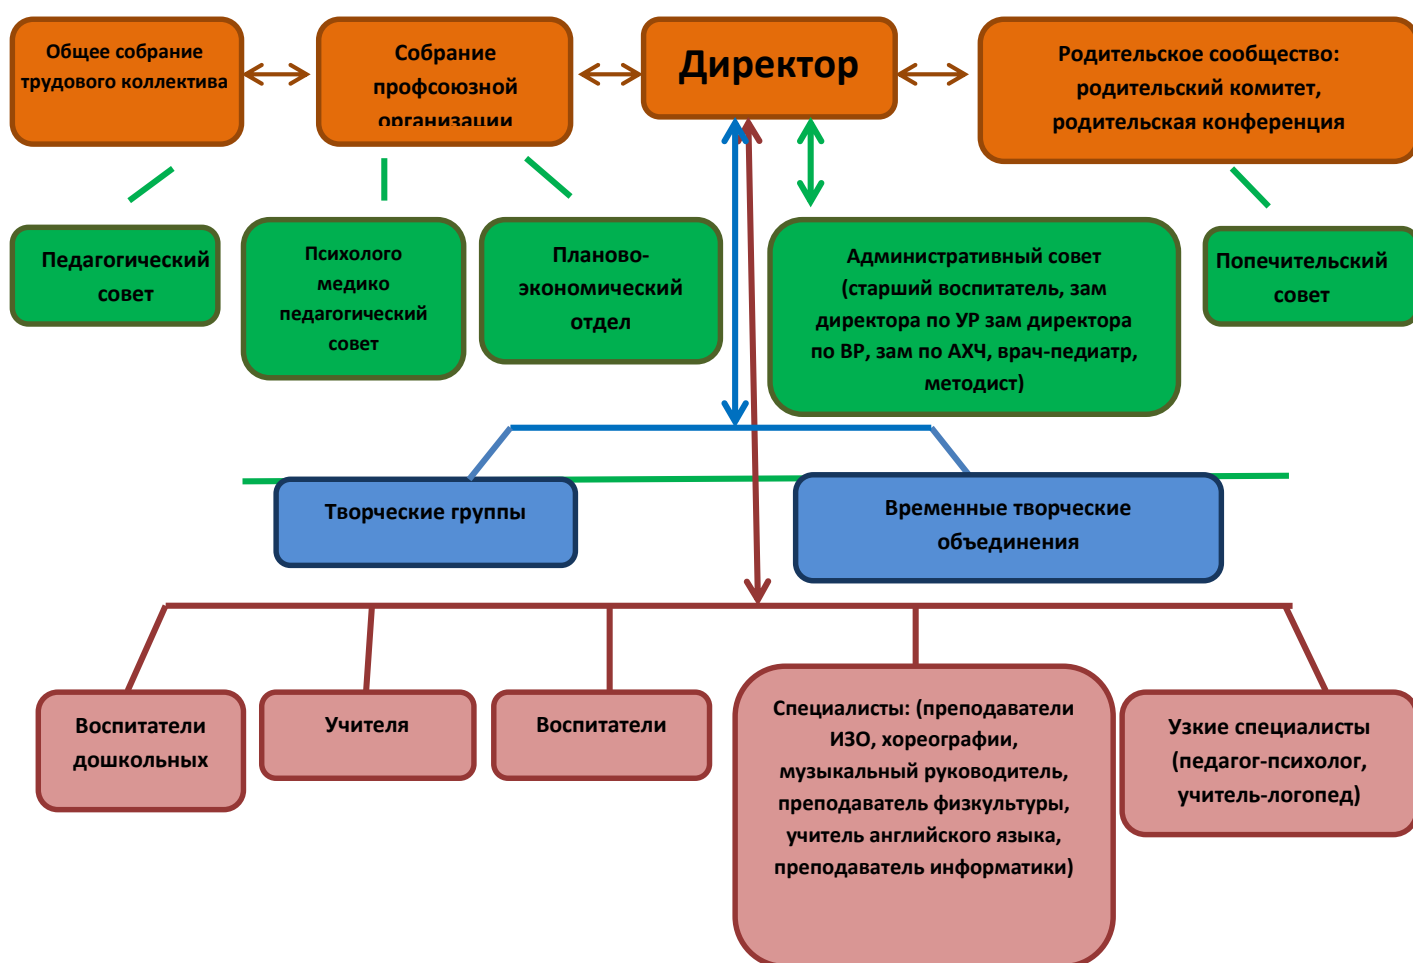 Общее собрание
трудового коллектива
Собрание
профсоюзной
организации
Директор
Родительское сообщество:
родительский комитет,
родительская конференция
Педагогический
совет
Психолого
медико
педагогический
совет
Планово-
экономический
отдел
Административный совет
(старший воспитатель, зам
директора по УР зам директора
по ВР, зам по АХЧ, врач-педиатр,
методист)
Попечительский
совет
Творческие группы
Временные творческие
объединения
Воспитатели
дошкольных
Учителя
Воспитатели
Специалисты: (преподаватели
ИЗО, хореографии,
музыкальный руководитель,
преподаватель физкультуры,
учитель английского языка,
преподаватель информатики)
Узкие специалисты
(педагог-психолог,
учитель-логопед)